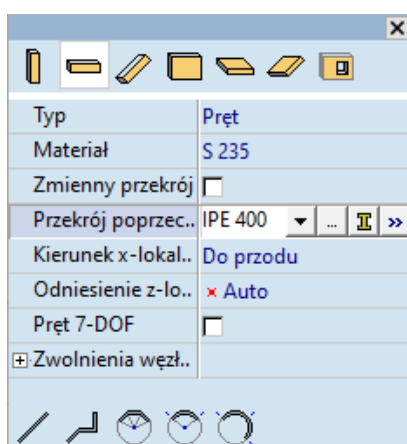 Typ Pręt
Materiał S 235
Zmienny przekrój
Przekrój poprzec.. IPE 400 ... »
Kierunek x-lokal.. Do przodu
Odniesienie z-lo.. × Auto
Pręt 7-DOF
Zwolnienia węzł..